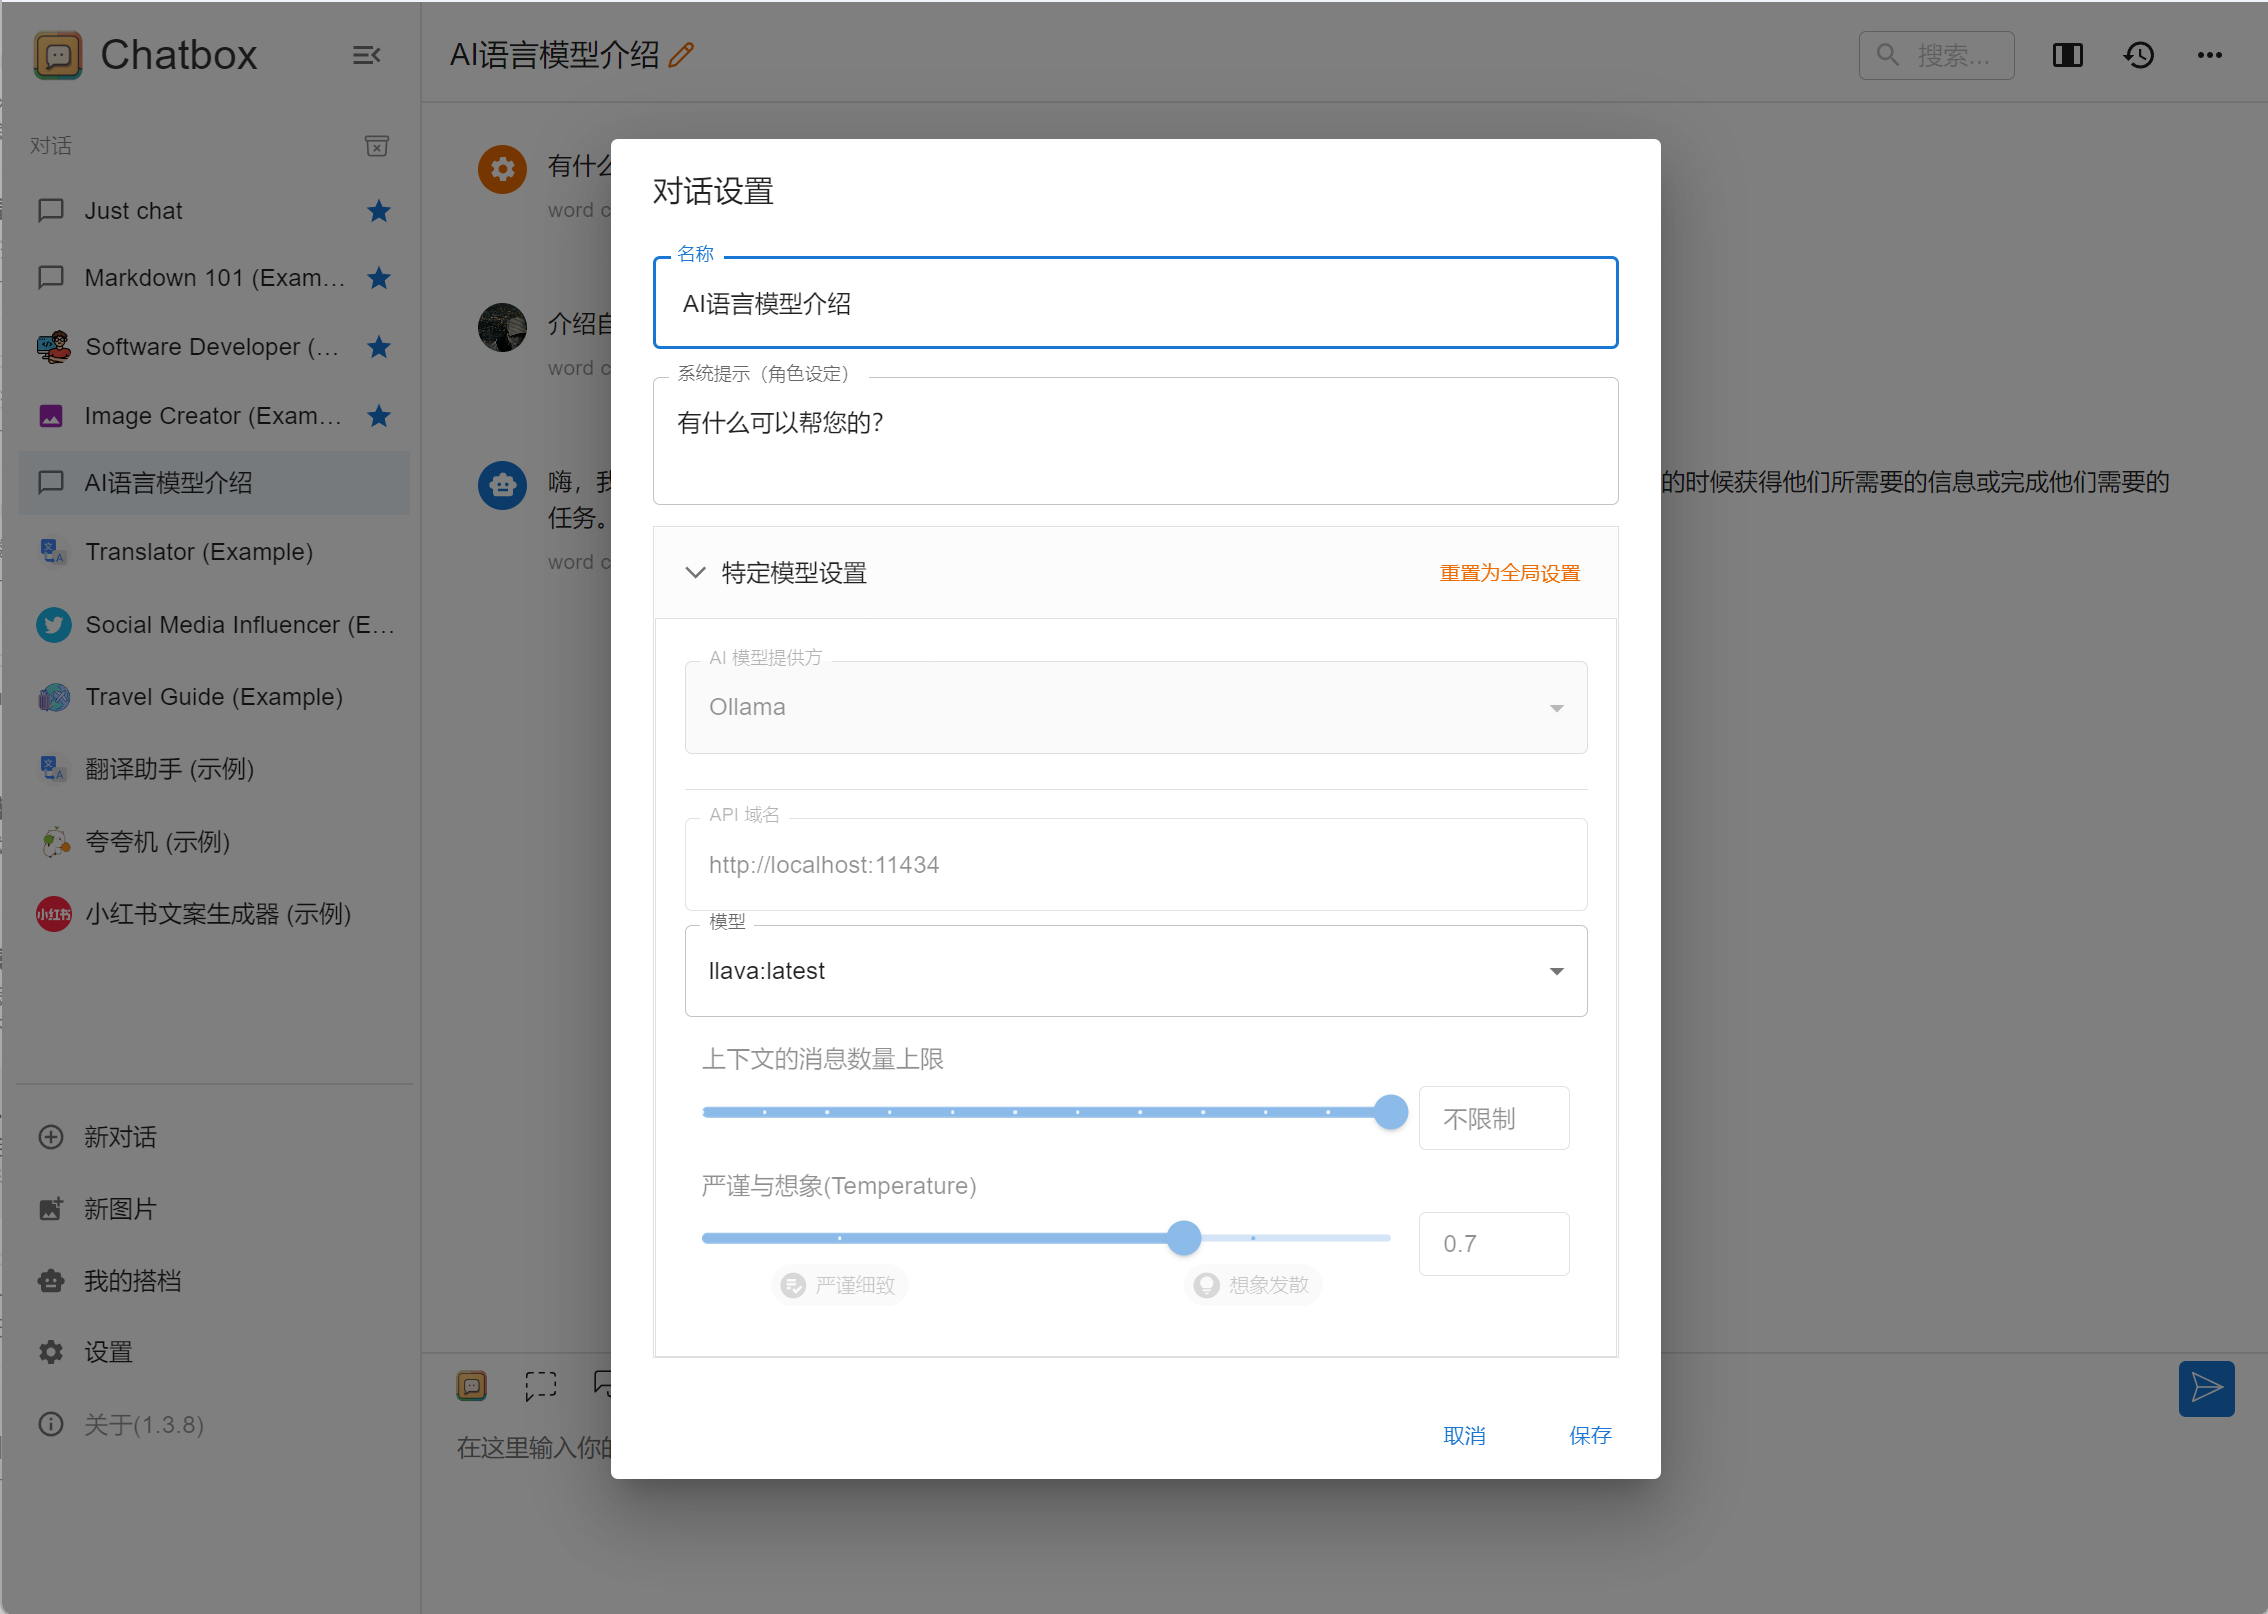 Chatbox
AI语言模型介绍
搜索...
对话
Just chat
Markdown 101 (Exam...
Software Developer (...
Image Creator (Exam...
AI语言模型介绍
Translator (Example)
Social Media Influencer (E...
Travel Guide (Example)
翻译助手 (示例)
夸夸机 (示例)
小红书
小红书文案生成器 (示例)
新对话
新图片
我的搭档
设置
关于(1.3.8)
有什么
word c
介绍自
word c
嗨，我
的时候获得他们所需要的信息或完成他们需要的
任务。
word c
对话设置
名称
AI语言模型介绍
系统提示（角色设定）
有什么可以帮您的?
特定模型设置
重置为全局设置
AI 模型提供方
Ollama
API 域名
http://localhost:11434
模型
llava:latest
上下文的消息数量上限
不限制
严谨与想象(Temperature)
0.7
严谨细致
想象发散
取消
保存
在这里输入你的